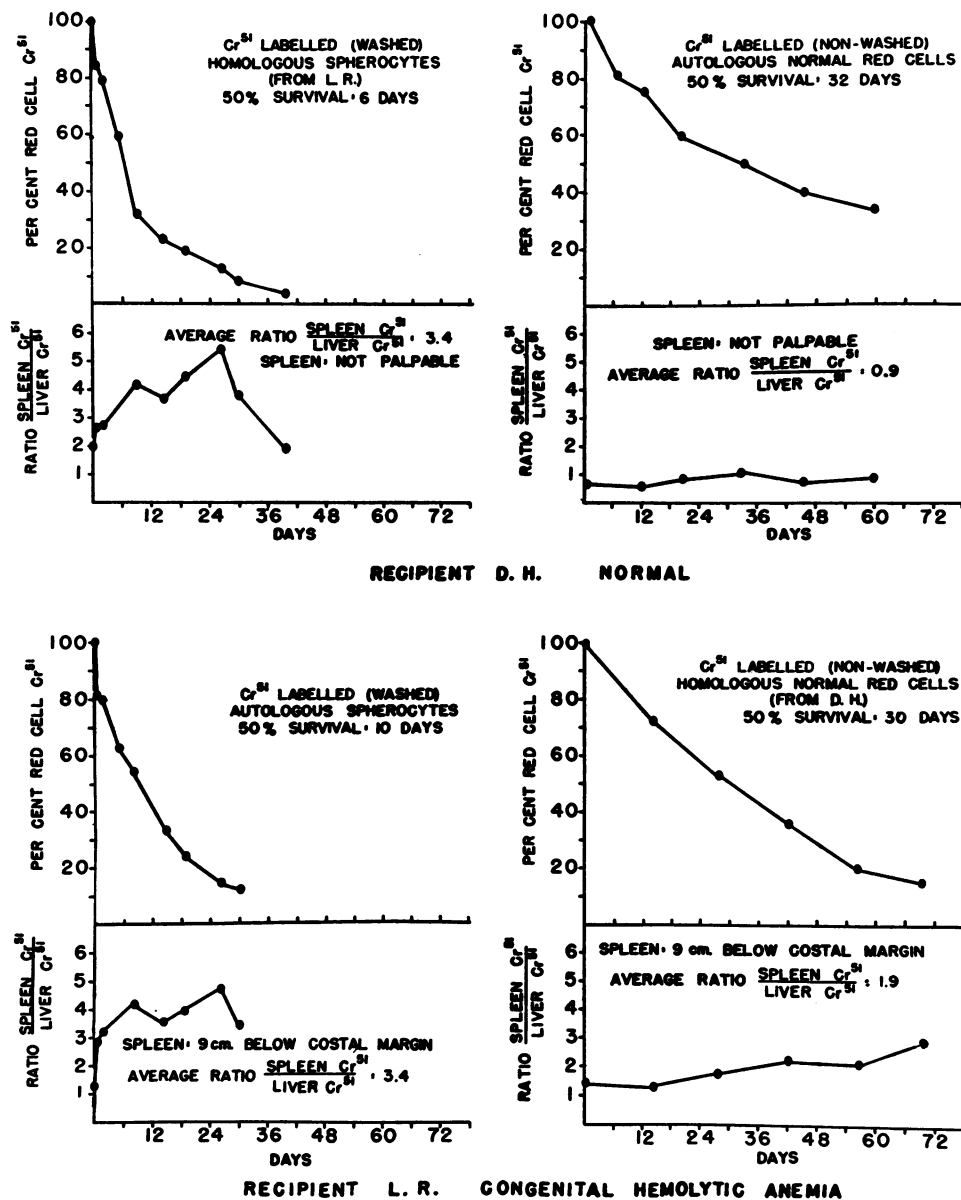 Cr51 LABELLED (WASHED)
HOMOLOGOUS SPHEROCYTES
(FROM L. R.)
50% SURVIVAL: 6 DAYS
PER CENT RED CELL Cr51
100
80
60
40
20
AVERAGE RATIO SPLEEN Cr51 / LIVER Cr51 : 3.4
SPLEEN: NOT PALPABLE
RATIO SPLEEN Cr51 / LIVER Cr51
6
5
4
3
2
1
12 24 36 48 60 72
DAYS
Cr51 LABELLED (NON-WASHED)
AUTOLOGOUS NORMAL RED CELLS
50% SURVIVAL: 32 DAYS
PER CENT RED CELL Cr51
100
80
60
40
20
SPLEEN: NOT PALPABLE
AVERAGE RATIO SPLEEN Cr51 / LIVER Cr51 : 0.9
RATIO SPLEEN Cr51 / LIVER Cr51
6
5
4
3
2
1
12 24 36 48 60 72
DAYS
RECIPIENT D. H. NORMAL
Cr51 LABELLED (WASHED)
AUTOLOGOUS SPHEROCYTES
50% SURVIVAL: 10 DAYS
PER CENT RED CELL Cr51
100
80
60
40
20
SPLEEN: 9 cm. BELOW COSTAL MARGIN
AVERAGE RATIO SPLEEN Cr51 / LIVER Cr51 : 3.4
RATIO SPLEEN Cr51 / LIVER Cr51
6
5
4
3
2
1
12 24 36 48 60 72
DAYS
Cr51 LABELLED (NON-WASHED)
HOMOLOGOUS NORMAL RED CELLS
(FROM D. H.)
50% SURVIVAL: 30 DAYS
PER CENT RED CELL Cr51
100
80
60
40
20
SPLEEN: 9 cm. BELOW COSTAL MARGIN
AVERAGE RATIO SPLEEN Cr51 / LIVER Cr51 : 1.9
RATIO SPLEEN Cr51 / LIVER Cr51
6
5
4
3
2
1
12 24 36 48 60 72
DAYS
RECIPIENT L. R. CONGENITAL HEMOLYTIC ANEMIA